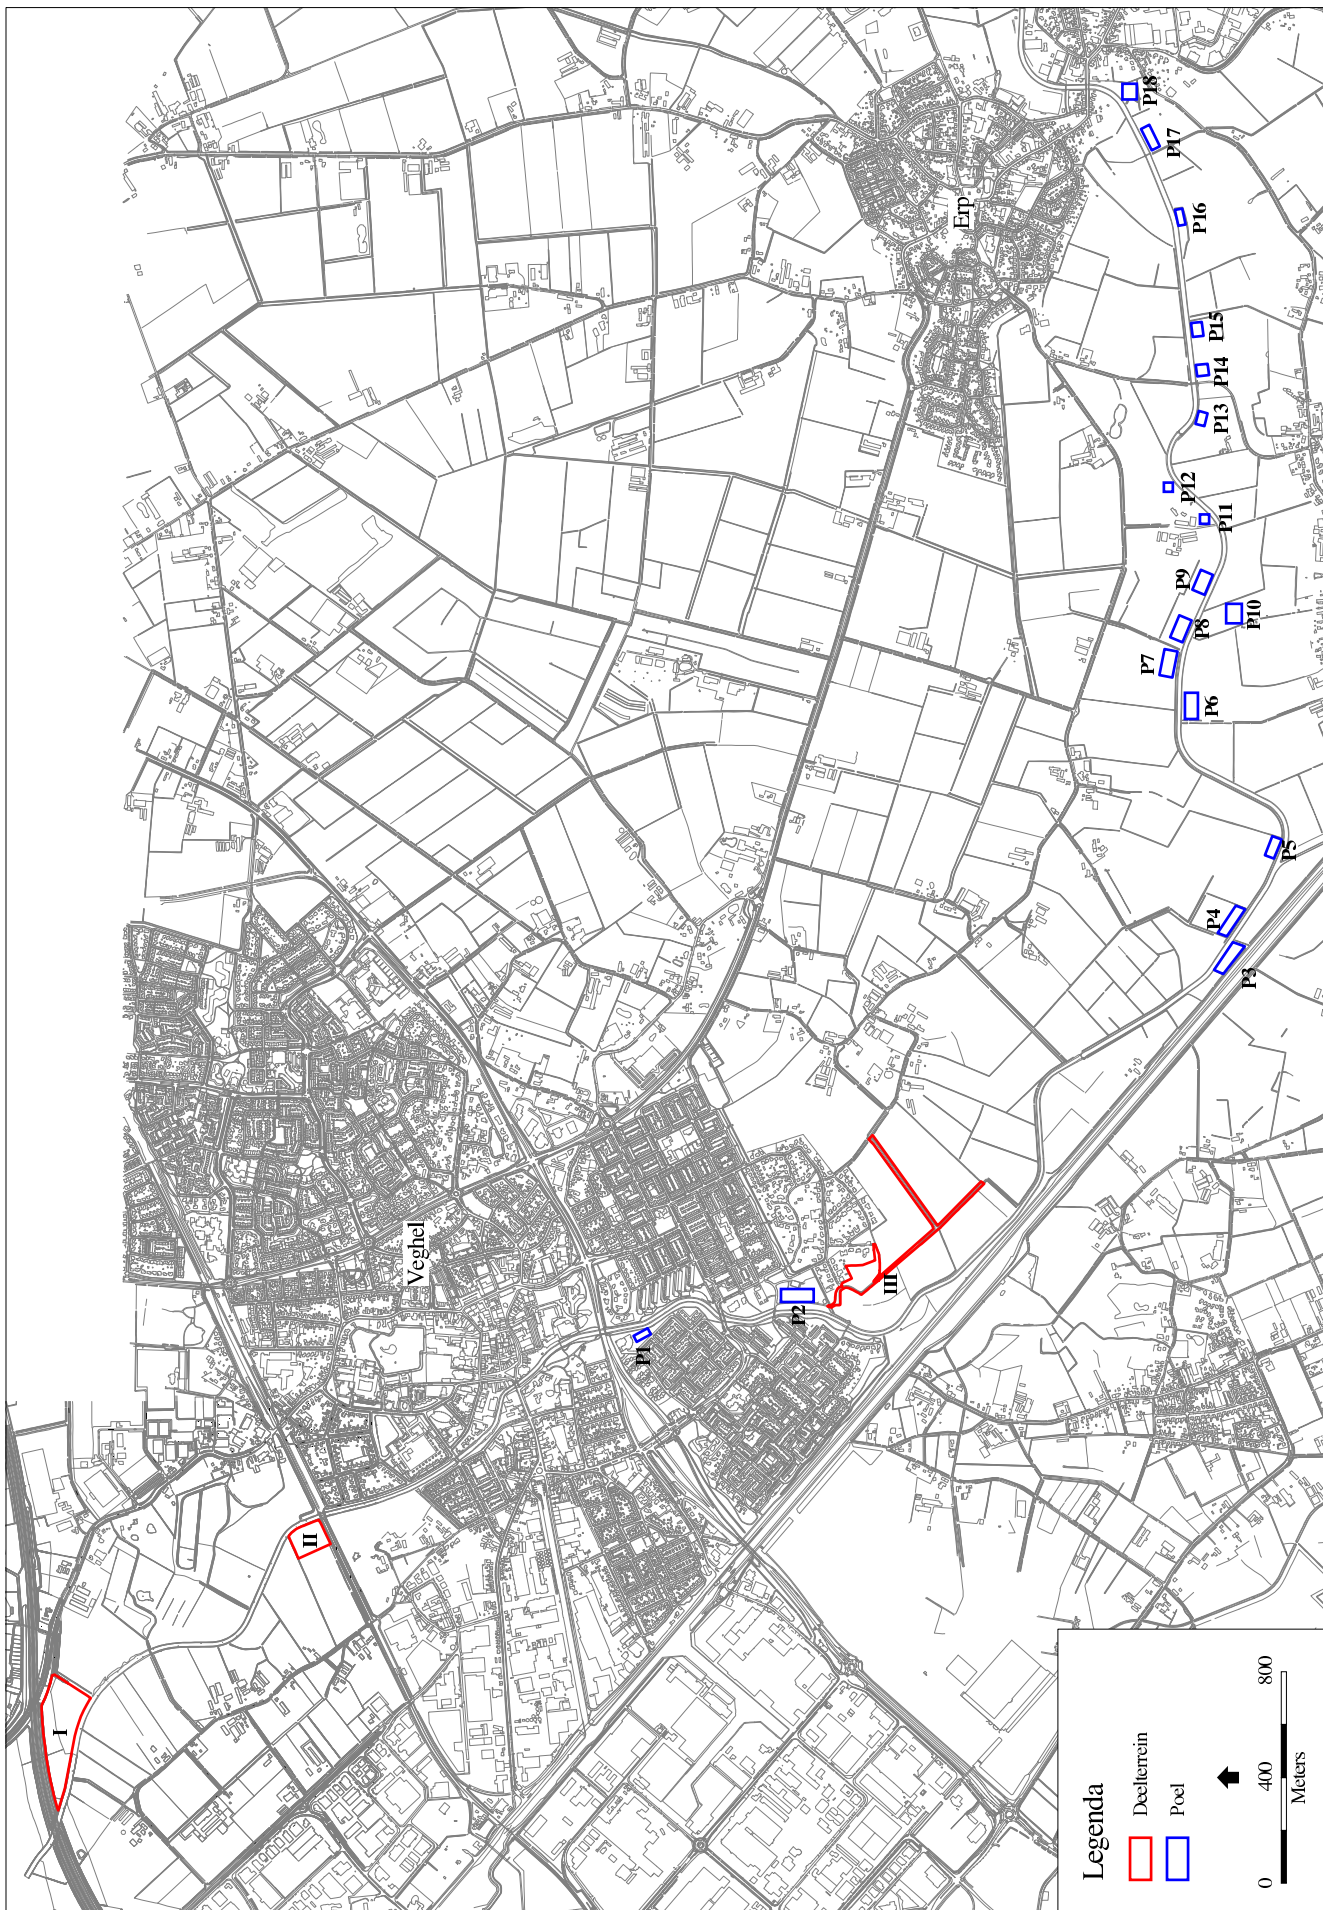 I
II
Veghel
III
P1
P2
Erp
P3
P4
P5
P6
P7
P8
P9
P10
P11
P12
P13
P14
P15
P16
P17
P18
Legenda
Deelterrein
Poel
0 400 800
Meters